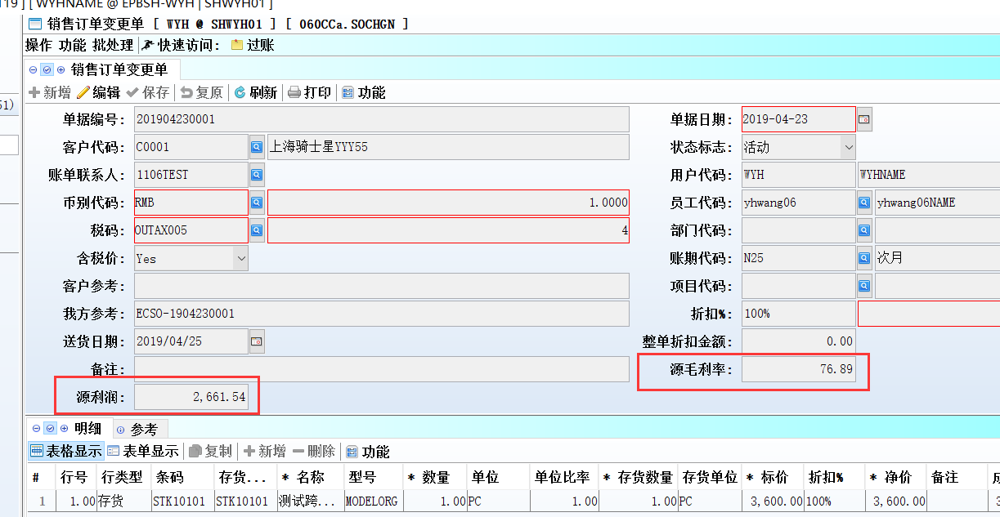 119 ] [ WYHNAME @ EPBSH-WYH | SHWYH01 ]
销售订单变更单 [ WYH @ SHWYH01 ] [ 060CCa.SOCHGN ]
操作 功能 批处理 快速访问: 过账
销售订单变更单
新增 编辑 保存 复原 刷新 打印 功能
51)
单据编号: 201904230001 单据日期: 2019-04-23
客户代码: C0001 上海骑士星YYY55 状态标志: 活动
账单联系人: 1106TEST 用户代码: WYH WYHNAME
币别代码: RMB 1.0000 员工代码: yhwang06 yhwang06NAME
税码: OUTAX005 4 部门代码:
含税价: Yes 账期代码: N25 次月
客户参考: 项目代码:
我方参考: ECSO-1904230001 折扣%: 100%
送货日期: 2019/04/25 整单折扣金额: 0.00
备注: 源毛利率: 76.89
源利润: 2,661.54
明细 参考
表格显示 表单显示 复制 新增 删除 功能
# 行号 行类型 条码 存货... * 名称 型号 * 数量 单位 单位比率 * 存货数量 存货单位 * 标价 折扣% * 净价 备注
1 1.00 存货 STK10101 STK10101 测试跨... MODELORG 1.00 PC 1.00 1.00 PC 3,600.00 100% 3,600.00